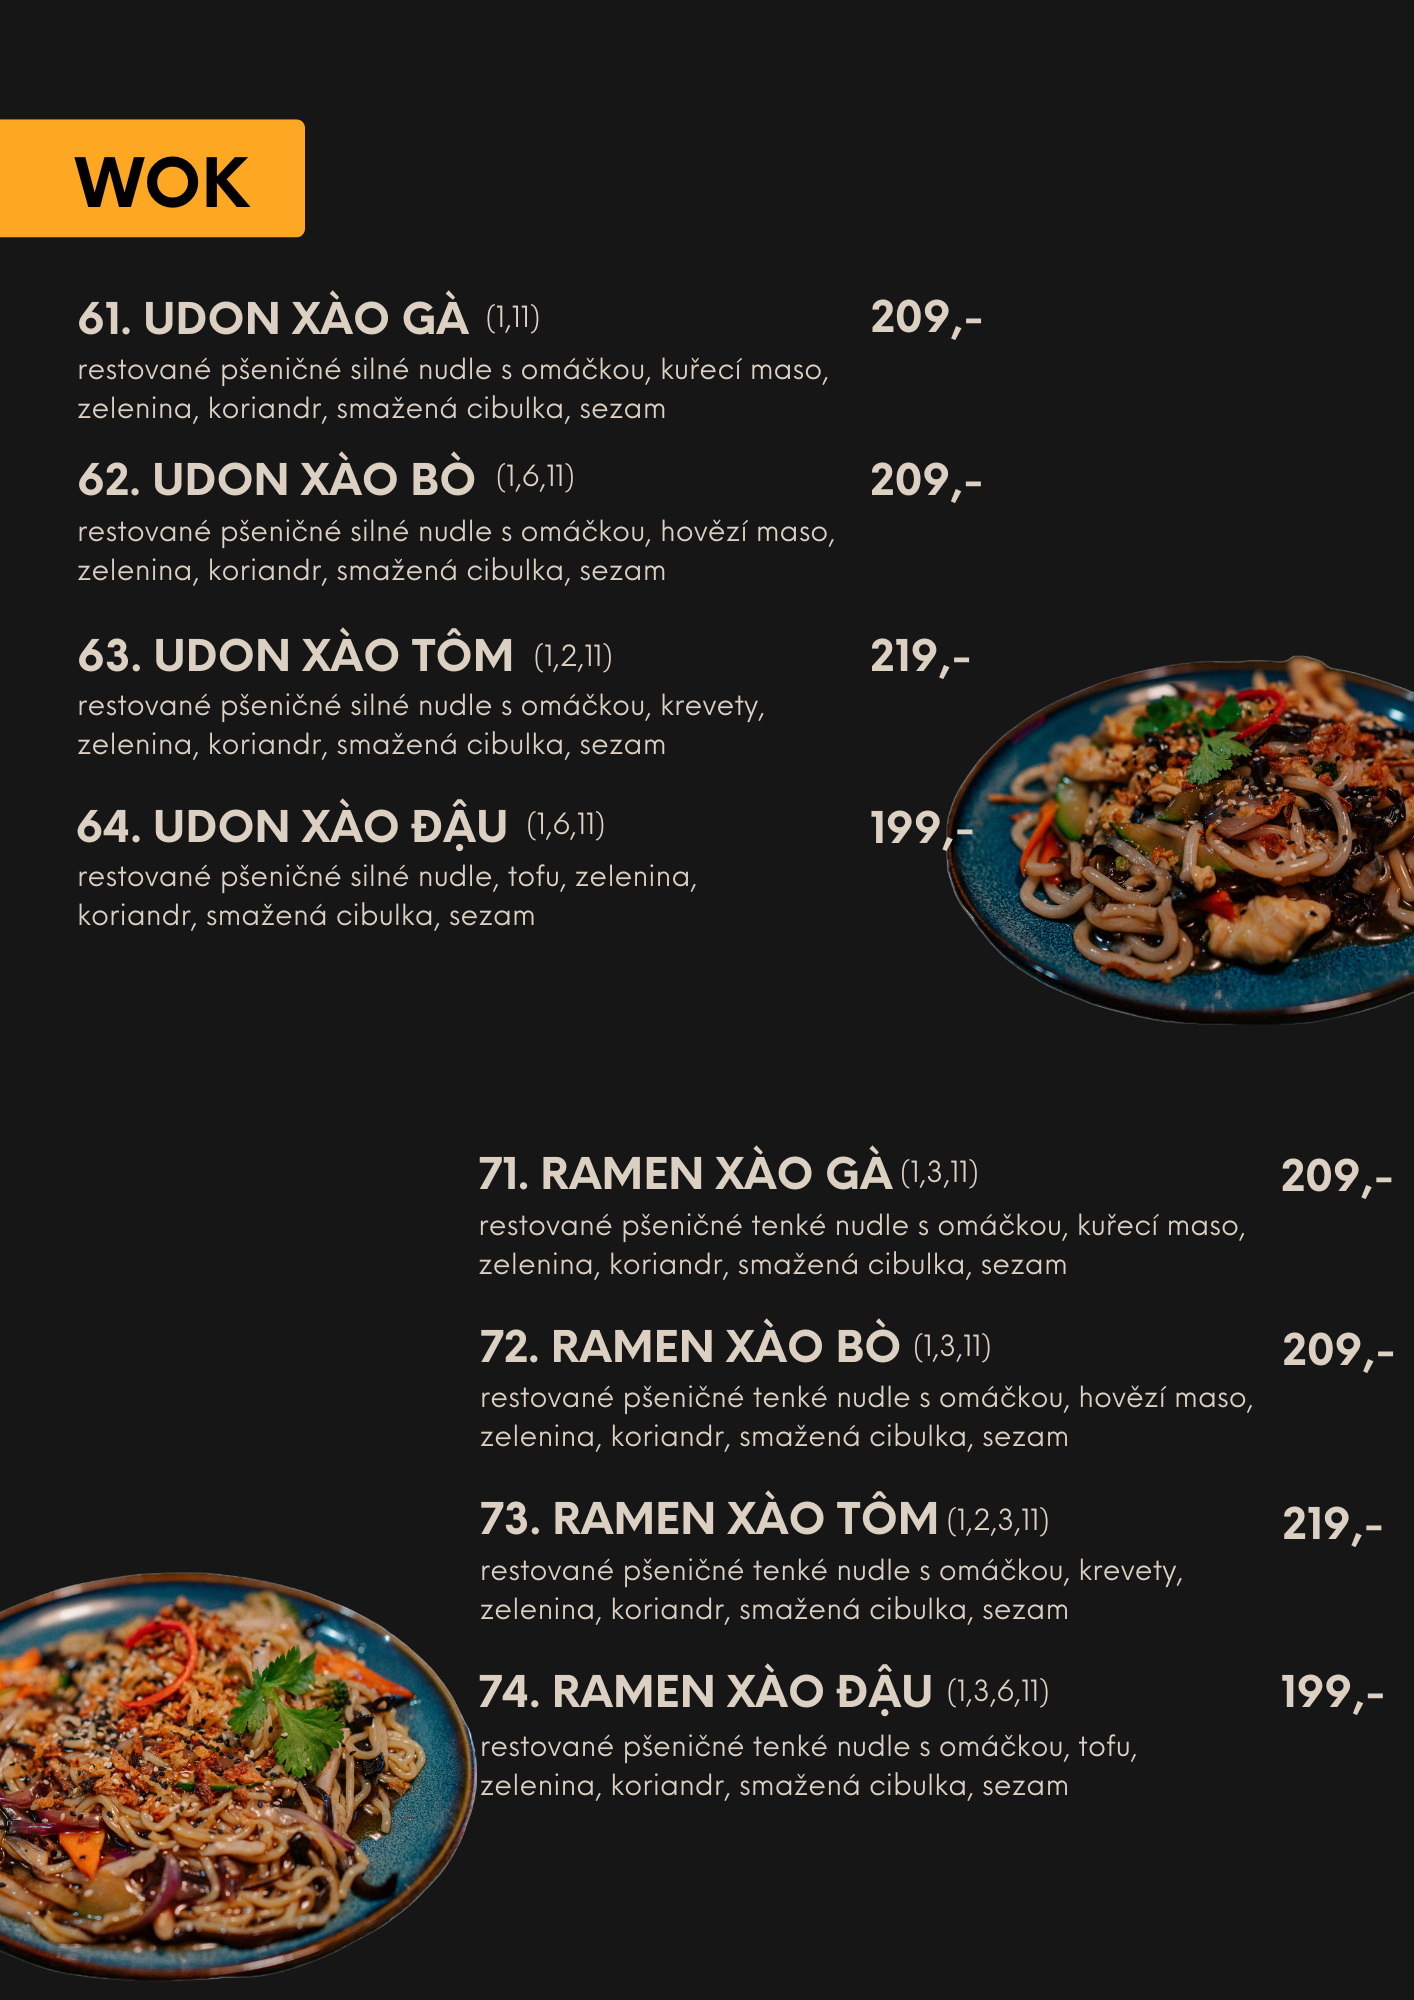 WOK
61. UDON XÀO GÀ (1,11) 209,-
restované pšeničné silné nudle s omáčkou, kuřecí maso,
zelenina, koriandr, smažená cibulka, sezam
62. UDON XÀO BÒ (1,6,11) 209,-
restované pšeničné silné nudle s omáčkou, hovězí maso,
zelenina, koriandr, smažená cibulka, sezam
63. UDON XÀO TÔM (1,2,11) 219,-
restované pšeničné silné nudle s omáčkou, krevety,
zelenina, koriandr, smažená cibulka, sezam
64. UDON XÀO ĐẬU (1,6,11) 199,-
restované pšeničné silné nudle, tofu, zelenina,
koriandr, smažená cibulka, sezam
71. RAMEN XÀO GÀ (1,3,11) 209,-
restované pšeničné tenké nudle s omáčkou, kuřecí maso,
zelenina, koriandr, smažená cibulka, sezam
72. RAMEN XÀO BÒ (1,3,11) 209,-
restované pšeničné tenké nudle s omáčkou, hovězí maso,
zelenina, koriandr, smažená cibulka, sezam
73. RAMEN XÀO TÔM (1,2,3,11) 219,-
restované pšeničné tenké nudle s omáčkou, krevety,
zelenina, koriandr, smažená cibulka, sezam
74. RAMEN XÀO ĐẬU (1,3,6,11) 199,-
restované pšeničné tenké nudle s omáčkou, tofu,
zelenina, koriandr, smažená cibulka, sezam